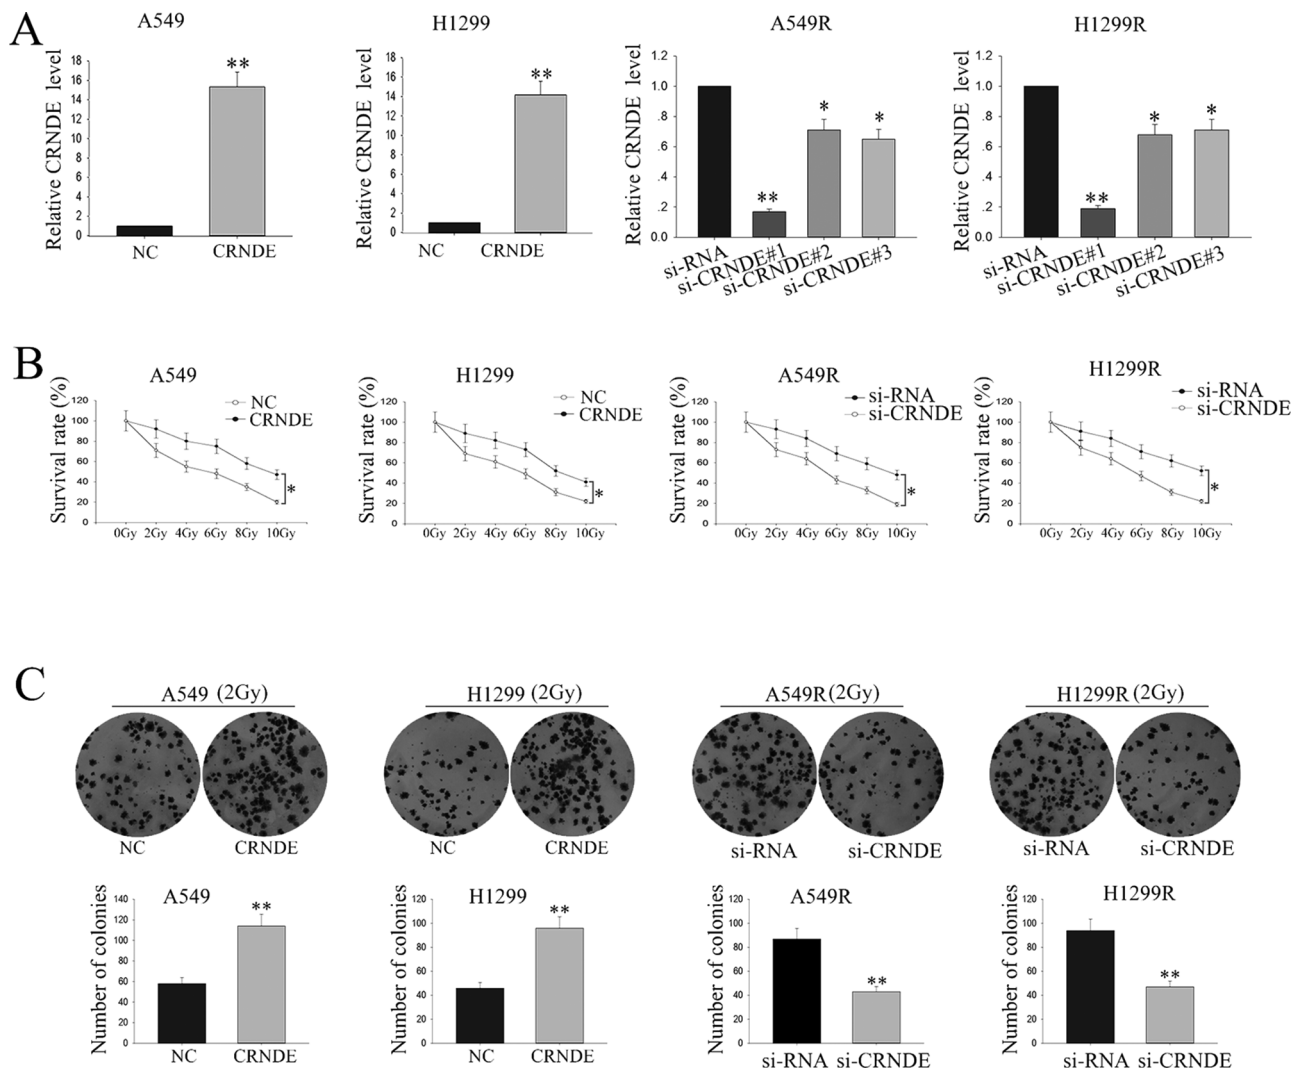 A
A549
H1299
A549R
H1299R
Relative CRNDE level
18
16
14
12
10
8
6
4
2
0
**
NC
CRNDE
Relative CRNDE level
18
16
14
12
10
8
6
4
2
0
**
NC
CRNDE
Relative CRNDE level
1.2
1.0
.8
.6
.4
.2
0.0
**
*
*
si-RNA
si-CRNDE#1
si-CRNDE#2
si-CRNDE#3
Relative CRNDE level
1.2
1.0
.8
.6
.4
.2
0.0
**
*
*
si-RNA
si-CRNDE#1
si-CRNDE#2
si-CRNDE#3
B
A549
Survival rate (%)
120
100
80
60
40
20
0
NC
CRNDE
*
0Gy 2Gy 4Gy 6Gy 8Gy 10Gy
H1299
Survival rate (%)
120
100
80
60
40
20
0
NC
CRNDE
*
0Gy 2Gy 4Gy 6Gy 8Gy 10Gy
A549R
Survival rate (%)
120
100
80
60
40
20
0
si-RNA
si-CRNDE
*
0Gy 2Gy 4Gy 6Gy 8Gy 10Gy
H1299R
Survival rate (%)
120
100
80
60
40
20
0
si-RNA
si-CRNDE
*
0Gy 2Gy 4Gy 6Gy 8Gy 10Gy
C
A549 (2Gy)
NC
CRNDE
H1299 (2Gy)
NC
CRNDE
A549R(2Gy)
si-RNA
si-CRNDE
H1299R (2Gy)
si-RNA
si-CRNDE
A549
Number of colonies
140
120
100
80
60
40
20
0
**
NC
CRNDE
H1299
Number of colonies
120
100
80
60
40
20
0
**
NC
CRNDE
A549R
Number of colonies
120
100
80
60
40
20
0
**
si-RNA
si-CRNDE
H1299R
Number of colonies
120
100
80
60
40
20
0
**
si-RNA
si-CRNDE